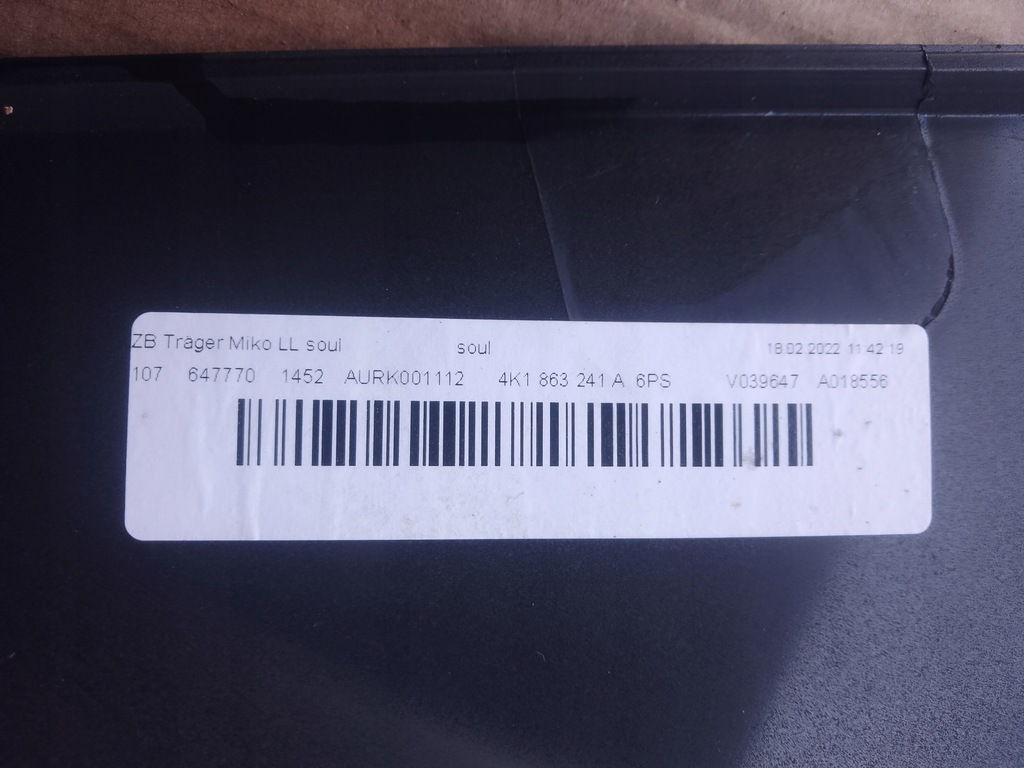 ZB Träger Miko LL soul soul 18.02.2022 11:42:19
107 647770 1452 AURK001112 4K1 863 241 A 6PS V039647 A018556